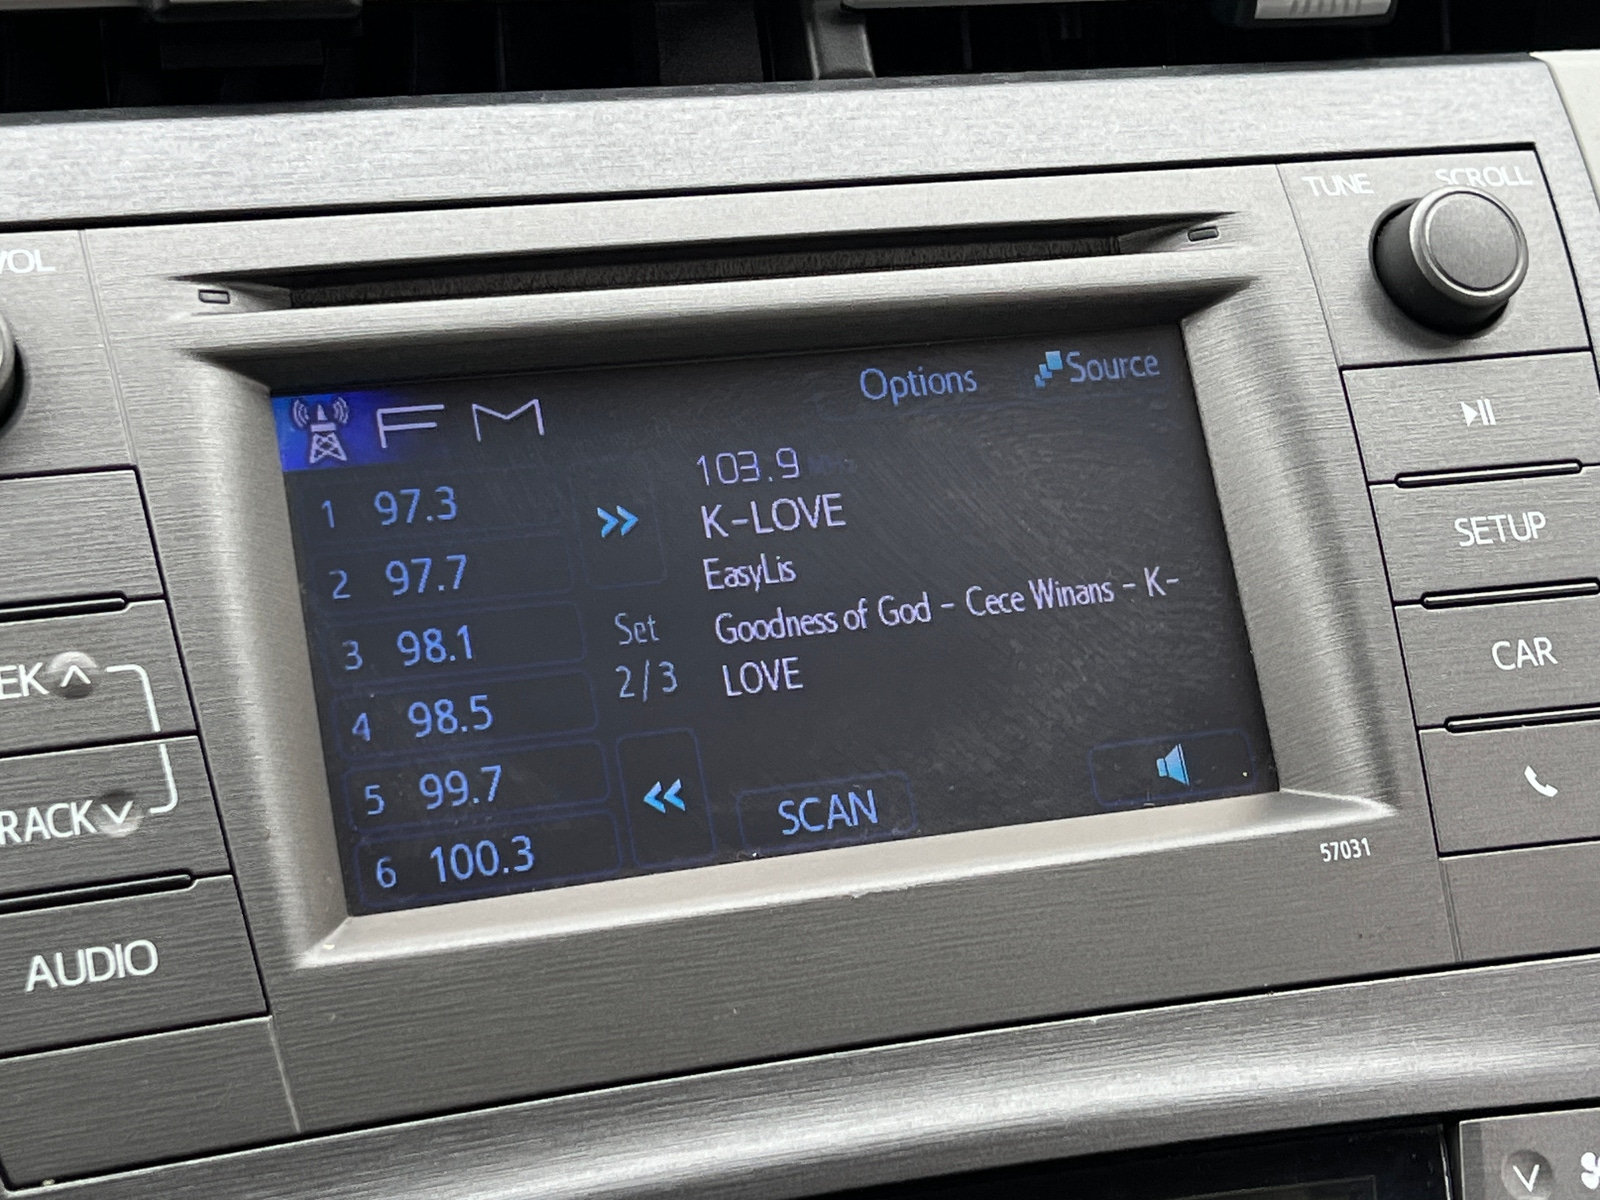 VOL
TUNE SCROLL
Options Source
FM
103.9
1 97.3
K-LOVE
2 97.7
EasyLis
3 98.1
Set
2/3
Goodness of God - Cece Winans - K-
LOVE
4 98.5
5 99.7
6 100.3
SCAN
57031
EK
RACK
AUDIO
SETUP
CAR